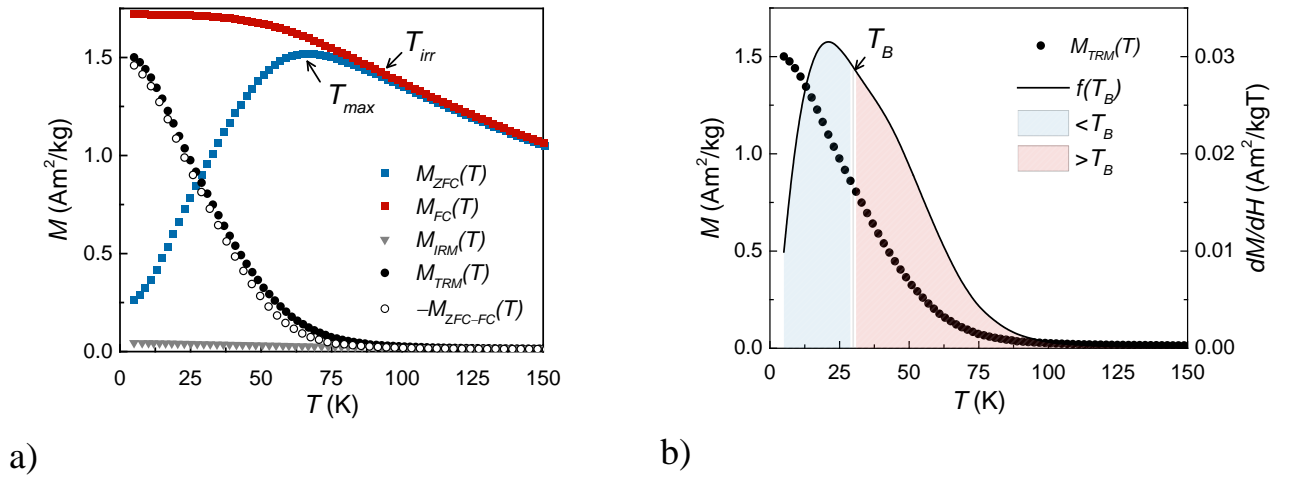 1.5
1.0
0.5
0.0
M (Am²/kg)
T_irr
T_max
M_ZFC(T)
M_FC(T)
M_IRM(T)
M_TRM(T)
–M_ZFC–FC(T)
0 25 50 75 100 125 150
T (K)
a)
1.5
1.0
0.5
0.0
M (Am²/kg)
T_B
M_TRM(T)
f(T_B)
<T_B
>T_B
0.03
0.02
0.01
0.00
dM/dH (Am²/kgT)
0 25 50 75 100 125 150
T (K)
b)